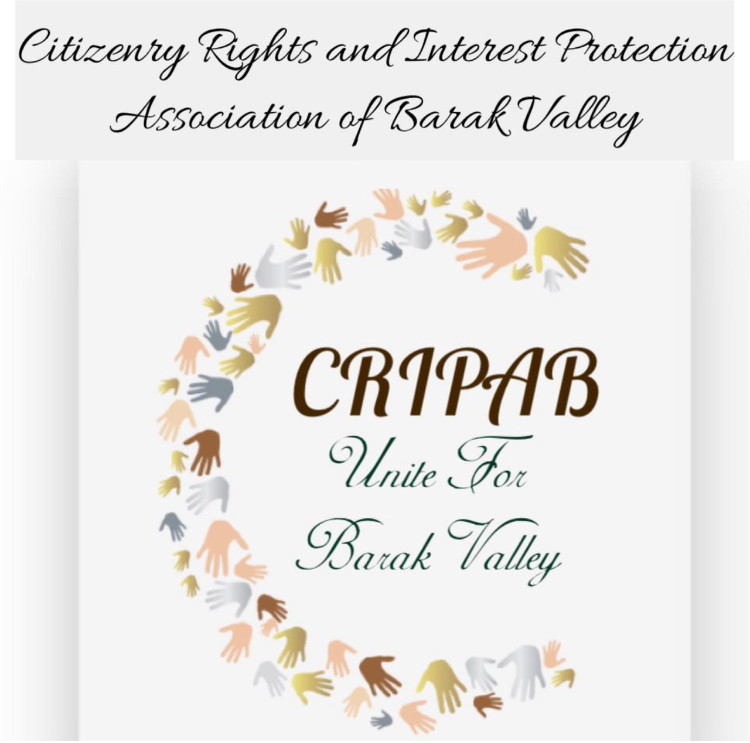 Citizenry Rights and Interest Protection
Association of Barak Valley
CRIPAB
Unite For
Barak Valley